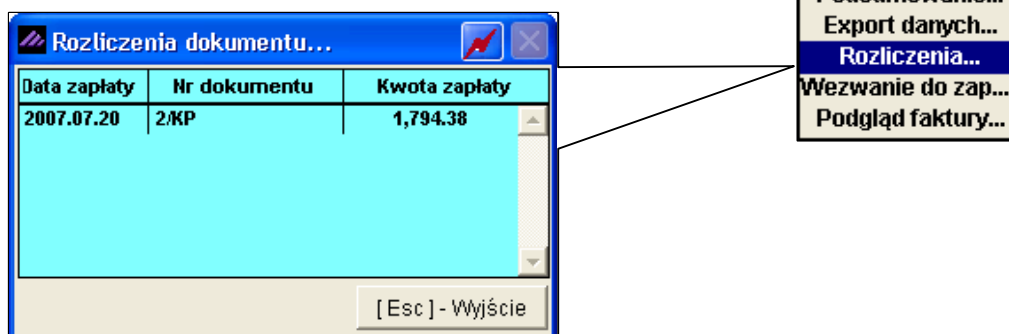 Rozliczenia dokumentu...
Data zapłaty Nr dokumentu Kwota zapłaty
2007.07.20 2/KP 1,794.38
[ Esc ] - Wyjście
Export danych...
Rozliczenia...
Wezwanie do zap...
Podgląd faktury...